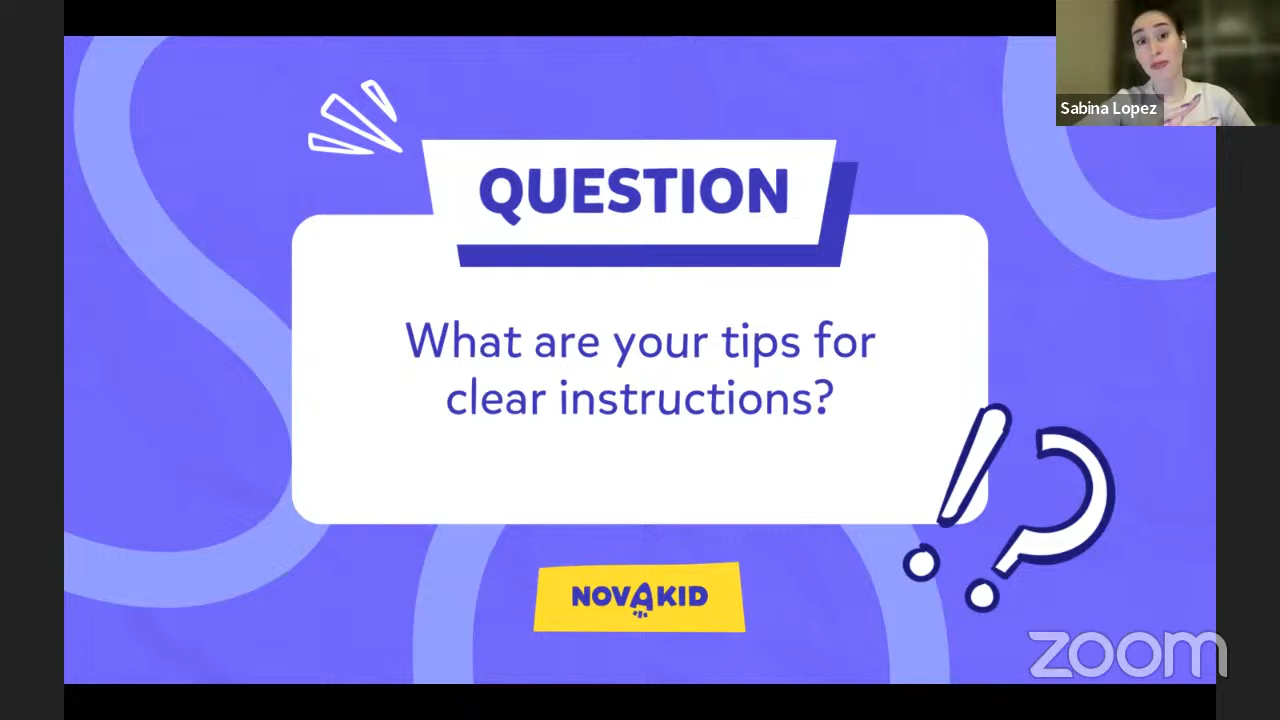 Sabina Lopez
QUESTION
What are your tips for
clear instructions?
NOVAKID
zoom